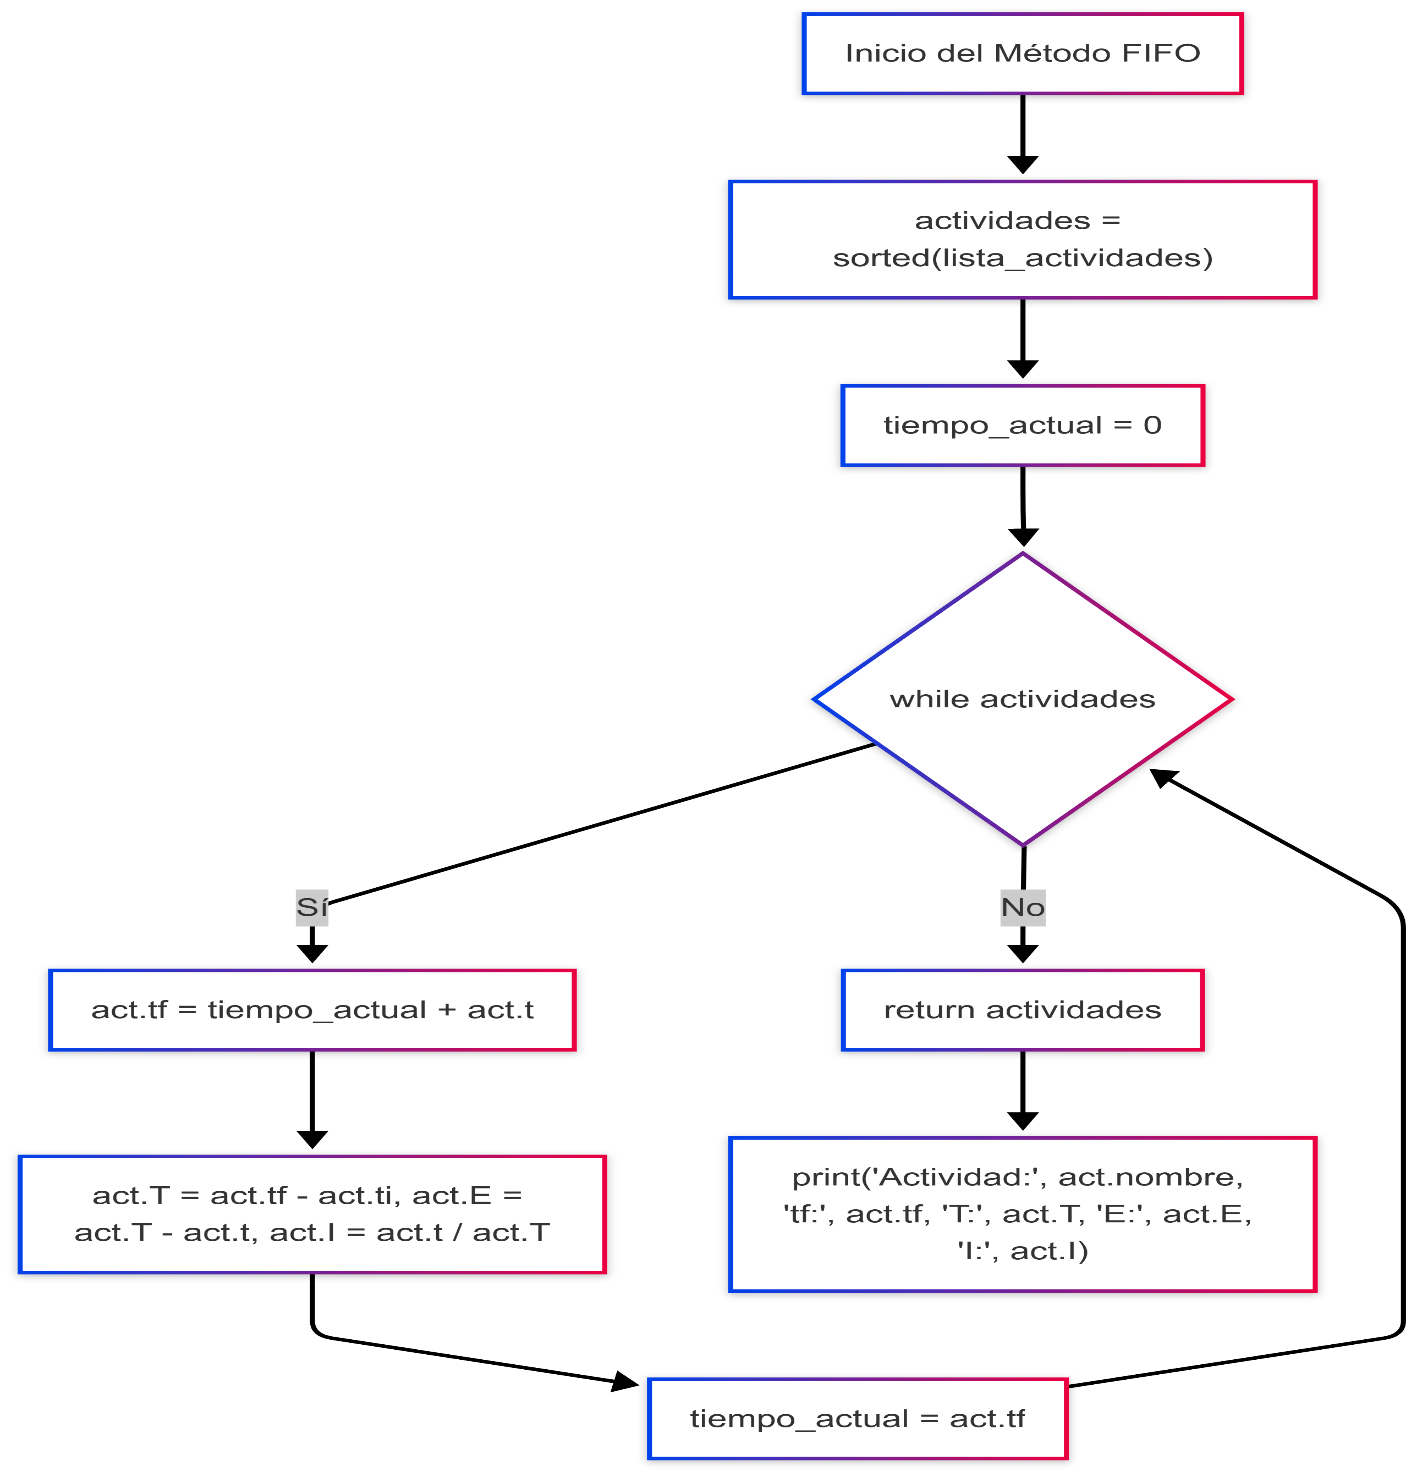 Inicio del Método FIFO
actividades =
sorted(lista_actividades)
tiempo_actual = 0
while actividades
Sí
No
act.tf = tiempo_actual + act.t
return actividades
act.T = act.tf - act.ti, act.E =
act.T - act.t, act.I = act.t / act.T
print('Actividad:', act.nombre,
'tf:', act.tf, 'T:', act.T, 'E:', act.E,
'I:', act.I)
tiempo_actual = act.tf